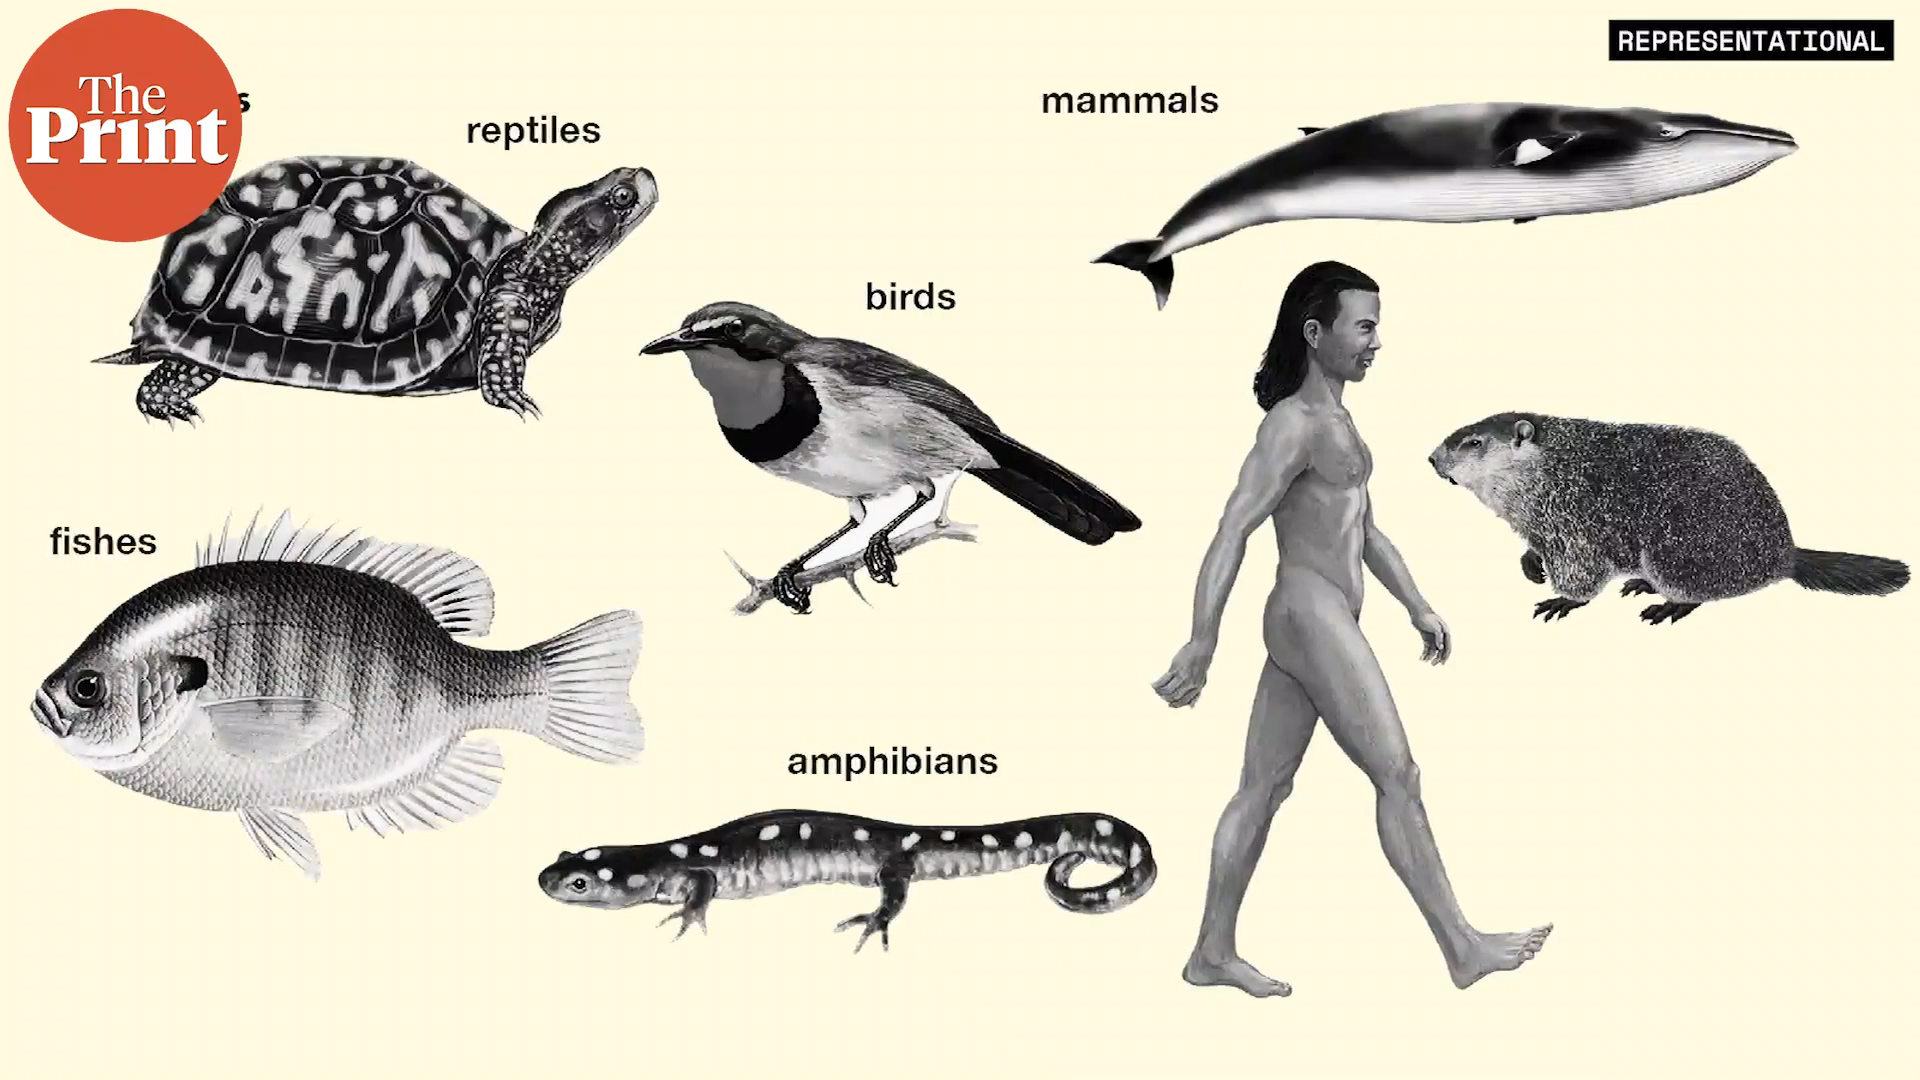 The
Print
REPRESENTATIONAL
mammals
reptiles
birds
fishes
amphibians